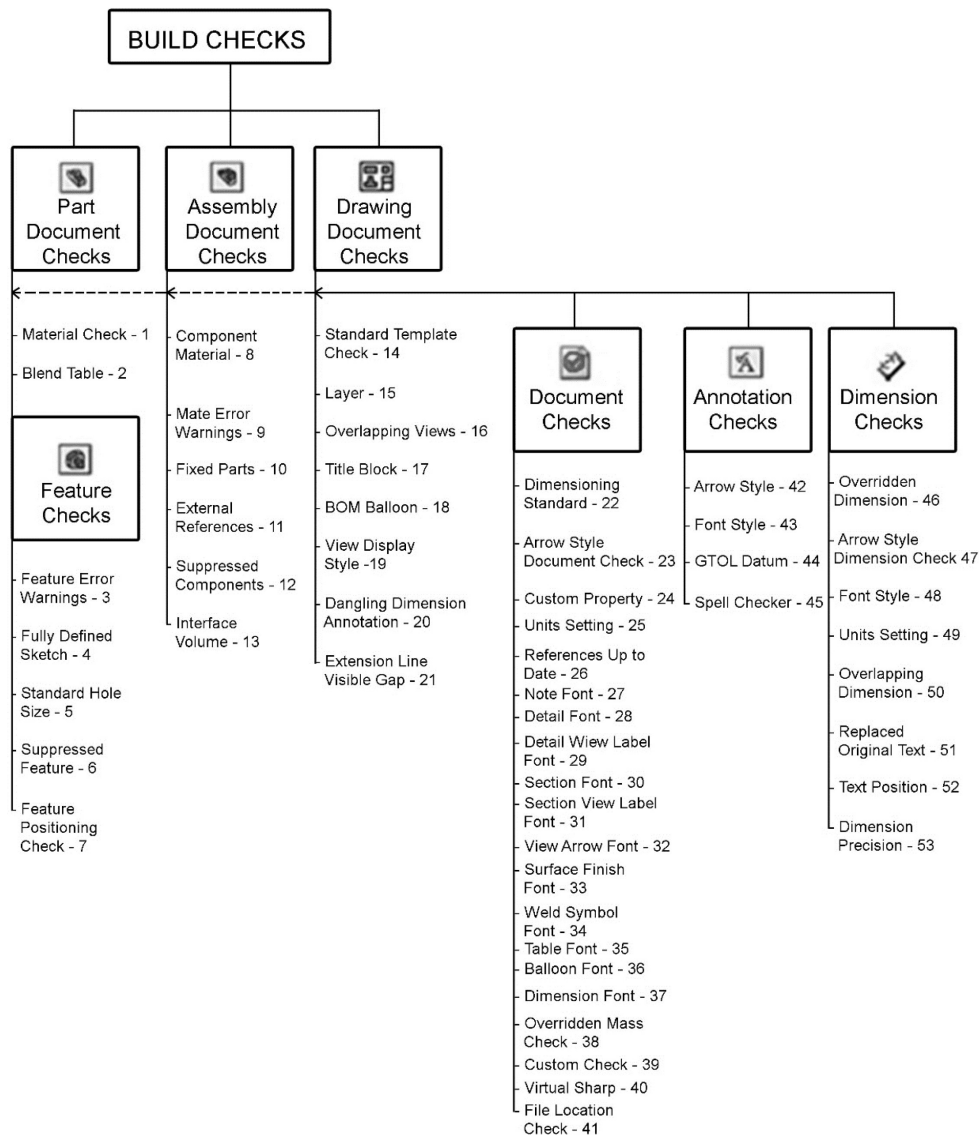 BUILD CHECKS
Part
Document
Checks
Assembly
Document
Checks
Drawing
Document
Checks
Material Check - 1
Blend Table - 2
Feature
Checks
Feature Error
Warnings - 3
Fully Defined
Sketch - 4
Standard Hole
Size - 5
Suppressed
Feature - 6
Feature
Positioning
Check - 7
Component
Material - 8
Mate Error
Warnings - 9
Fixed Parts - 10
External
References - 11
Suppressed
Components - 12
Interface
Volume - 13
Standard Template
Check - 14
Layer - 15
Overlapping Views - 16
Title Block - 17
BOM Balloon - 18
View Display
Style -19
Dangling Dimension
Annotation - 20
Extension Line
Visible Gap - 21
Document
Checks
Dimensioning
Standard - 22
Arrow Style
Document Check - 23
Custom Property - 24
Units Setting - 25
References Up to
Date - 26
Note Font - 27
Detail Font - 28
Detail Wiew Label
Font - 29
Section Font - 30
Section View Label
Font - 31
View Arrow Font - 32
Surface Finish
Font - 33
Weld Symbol
Font - 34
Table Font - 35
Balloon Font - 36
Dimension Font - 37
Overridden Mass
Check - 38
Custom Check - 39
Virtual Sharp - 40
File Location
Check - 41
Annotation
Checks
Arrow Style - 42
Font Style - 43
GTOL Datum - 44
Spell Checker - 45
Dimension
Checks
Overridden
Dimension - 46
Arrow Style
Dimension Check 47
Font Style - 48
Units Setting - 49
Overlapping
Dimension - 50
Replaced
Original Text - 51
Text Position - 52
Dimension
Precision - 53